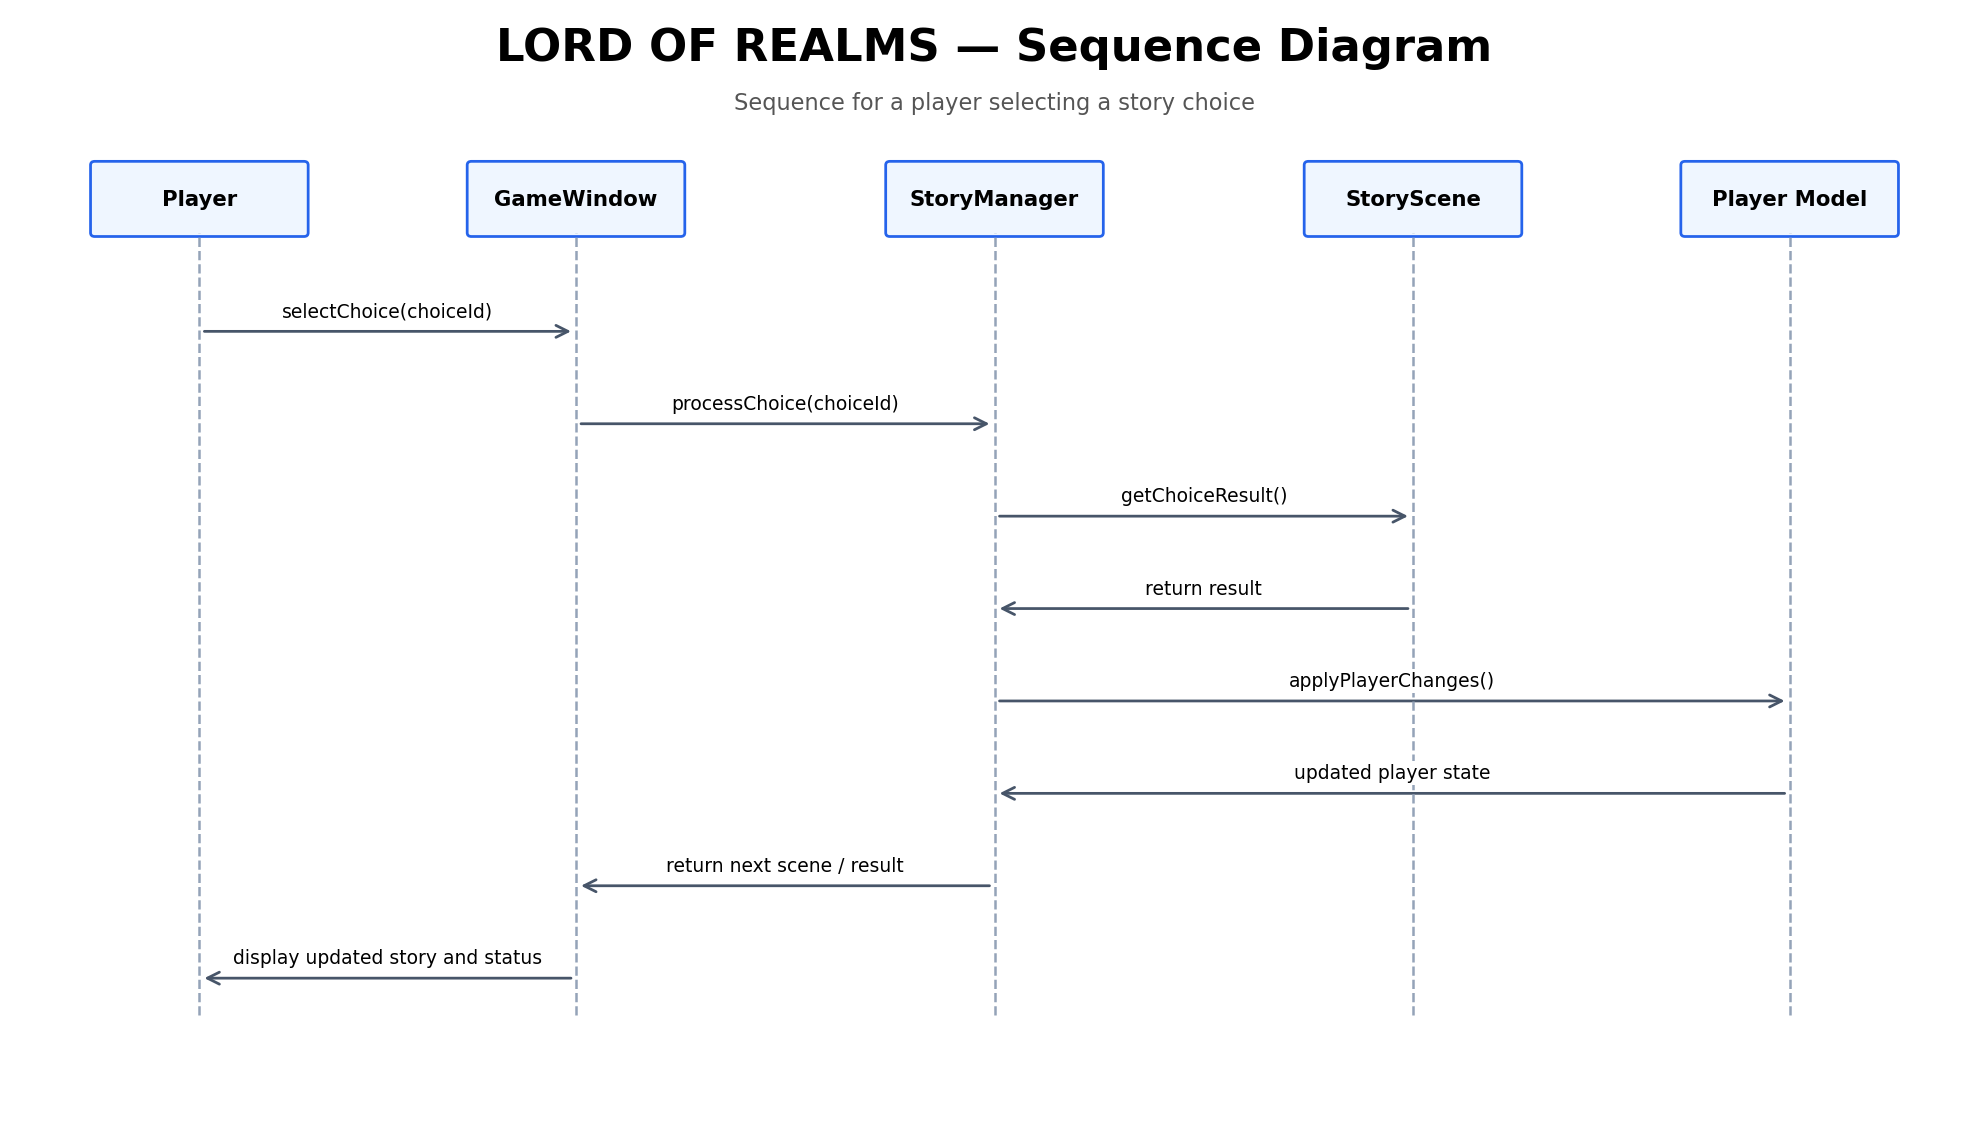 LORD OF REALMS — Sequence Diagram
Sequence for a player selecting a story choice
Player
GameWindow
StoryManager
StoryScene
Player Model
selectChoice(choiceId)
processChoice(choiceId)
getChoiceResult()
return result
applyPlayerChanges()
updated player state
return next scene / result
display updated story and status